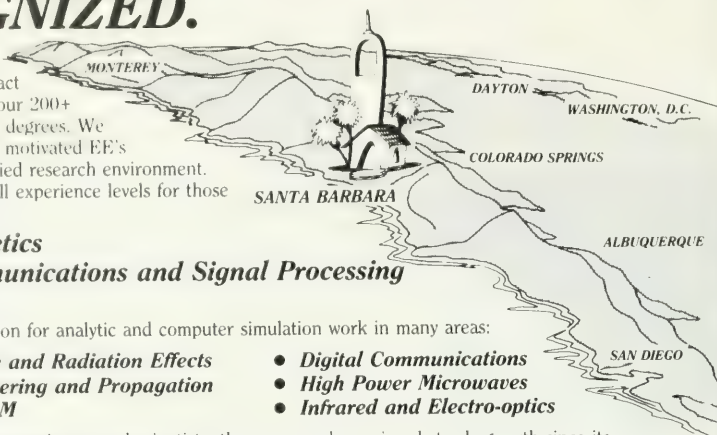 GNIZED.
MONTEREY
DAYTON
WASHINGTON, D.C.
act
our 200+
degrees. We
motivated EE's
ied research environment.
ll experience levels for those
COLORADO SPRINGS
SANTA BARBARA
ALBUQUERQUE
etics
unications and Signal Processing
on for analytic and computer simulation work in many areas:
and Radiation Effects
ering and Propagation
M
● Digital Communications
● High Power Microwaves
● Infrared and Electro-optics
SAN DIEGO